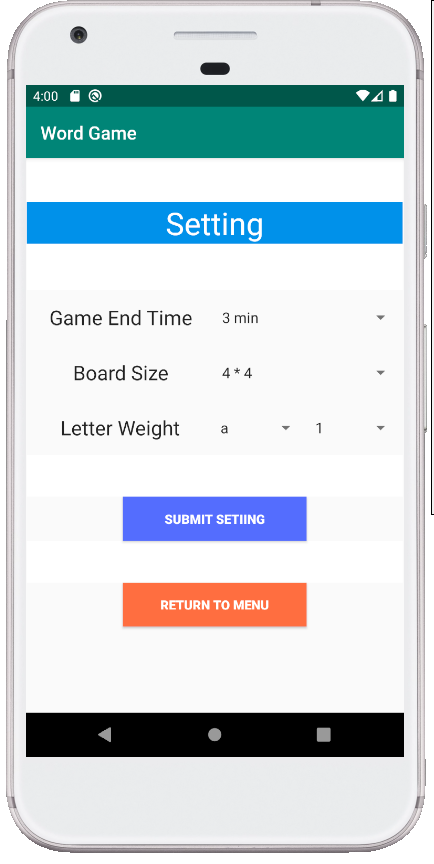 4:00
Word Game
Setting
Game End Time 3 min
Board Size 4 * 4
Letter Weight a 1
SUBMIT SETIING
RETURN TO MENU